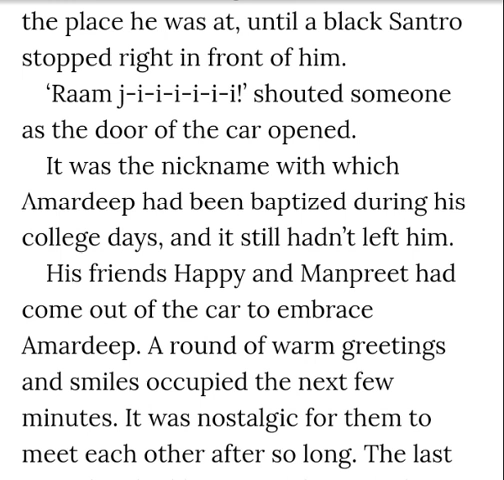 the place he was at, until a black Santro
stopped right in front of him.
‘Raam j-i-i-i-i-i-i!’ shouted someone
as the door of the car opened.
It was the nickname with which
Amardeep had been baptized during his
college days, and it still hadn’t left him.
His friends Happy and Manpreet had
come out of the car to embrace
Amardeep. A round of warm greetings
and smiles occupied the next few
minutes. It was nostalgic for them to
meet each other after so long. The last